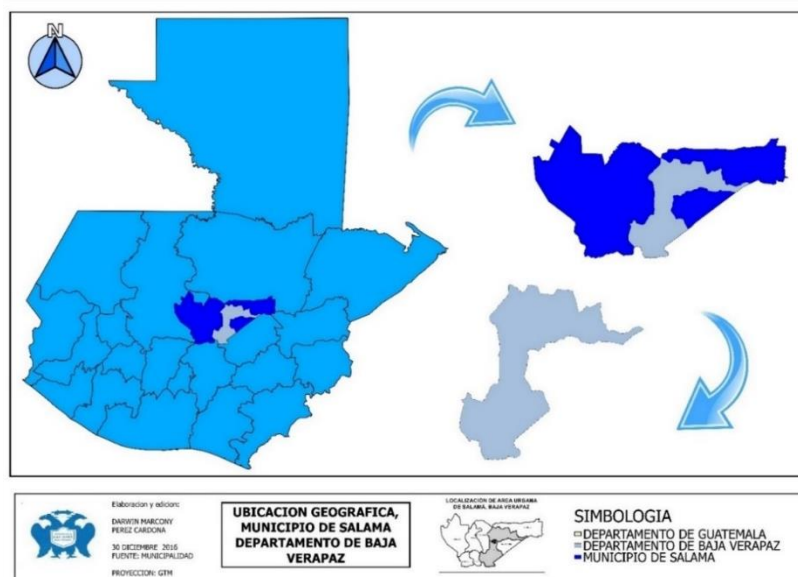 N
Elaboracion y edicion:
DARWIN MARCONY
PEREZ CARDONA
30 DICIEMBRE 2016
FUENTE: MUNICIPALIDAD
PROYECCION: GTM
UBICACION GEOGRAFICA,
MUNICIPIO DE SALAMA
DEPARTAMENTO DE BAJA
VERAPAZ
LOCALIZACIÓN DE AREA URBANA
DE SALAMÁ, BAJA VERAPAZ
SIMBOLOGIA
DEPARTAMENTO DE GUATEMALA
DEPARTAMENTO DE BAJA VERAPAZ
MUNICIPIO DE SALAMA